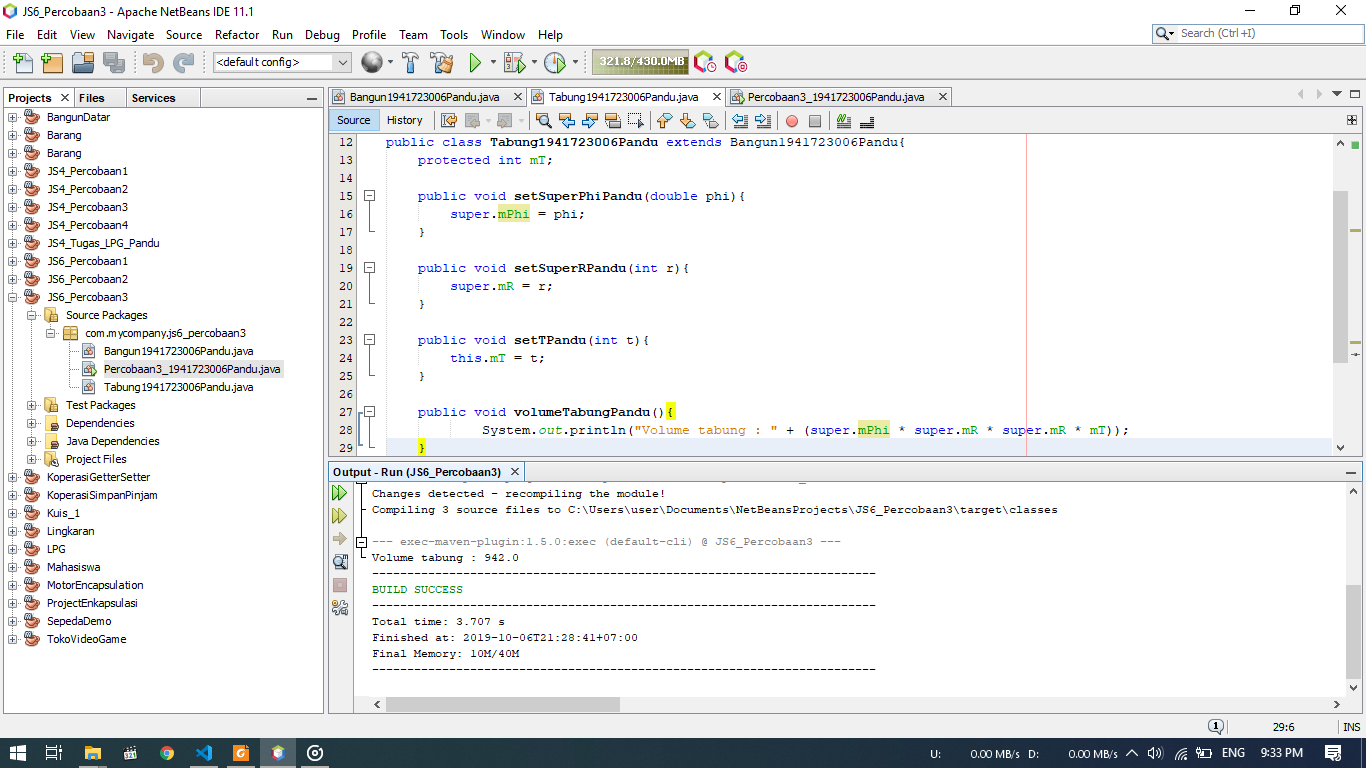 JS6_Percobaan3 - Apache NetBeans IDE 11.1
File Edit View Navigate Source Refactor Run Debug Profile Team Tools Window Help
Search (Ctrl+I)
<default config>
321.8/430.0MB
Projects Files Services
BangunDatar
Barang
Barang
JS4_Percobaan1
JS4_Percobaan2
JS4_Percobaan3
JS4_Percobaan4
JS4_Tugas_LPG_Pandu
JS6_Percobaan1
JS6_Percobaan2
JS6_Percobaan3
Source Packages
com.mycompany.js6_percobaan3
Bangun1941723006Pandu.java
Percobaan3_1941723006Pandu.java
Tabung1941723006Pandu.java
Test Packages
Dependencies
Java Dependencies
Project Files
KoperasiGetterSetter
KoperasiSimpanPinjam
Kuis_1
Lingkaran
LPG
Mahasiswa
MotorEncapsulation
ProjectEnkapsulasi
SepedaDemo
TokoVideoGame
Bangun1941723006Pandu.java Tabung1941723006Pandu.java Percobaan3_1941723006Pandu.java
Source History
12 public class Tabung1941723006Pandu extends Bangun1941723006Pandu{
13 protected int mT;
14
15 public void setSuperPhiPandu(double phi){
16 super.mPhi = phi;
17 }
18
19 public void setSuperRPandu(int r){
20 super.mR = r;
21 }
22
23 public void setTPandu(int t){
24 this.mT = t;
25 }
26
27 public void volumeTabungPandu(){
28 System.out.println("Volume tabung : " + (super.mPhi * super.mR * super.mR * mT));
29 }
Output - Run (JS6_Percobaan3)
Changes detected - recompiling the module!
Compiling 3 source files to C:\Users\user\Documents\NetBeansProjects\JS6_Percobaan3\target\classes
--- exec-maven-plugin:1.5.0:exec (default-cli) @ JS6_Percobaan3 ---
Volume tabung : 942.0
------------------------------------------------------------------------
BUILD SUCCESS
------------------------------------------------------------------------
Total time: 3.707 s
Finished at: 2019-10-06T21:28:41+07:00
Final Memory: 10M/40M
------------------------------------------------------------------------
1 29:6 INS
U: 0.00 MB/s D: 0.00 MB/s ENG 9:33 PM